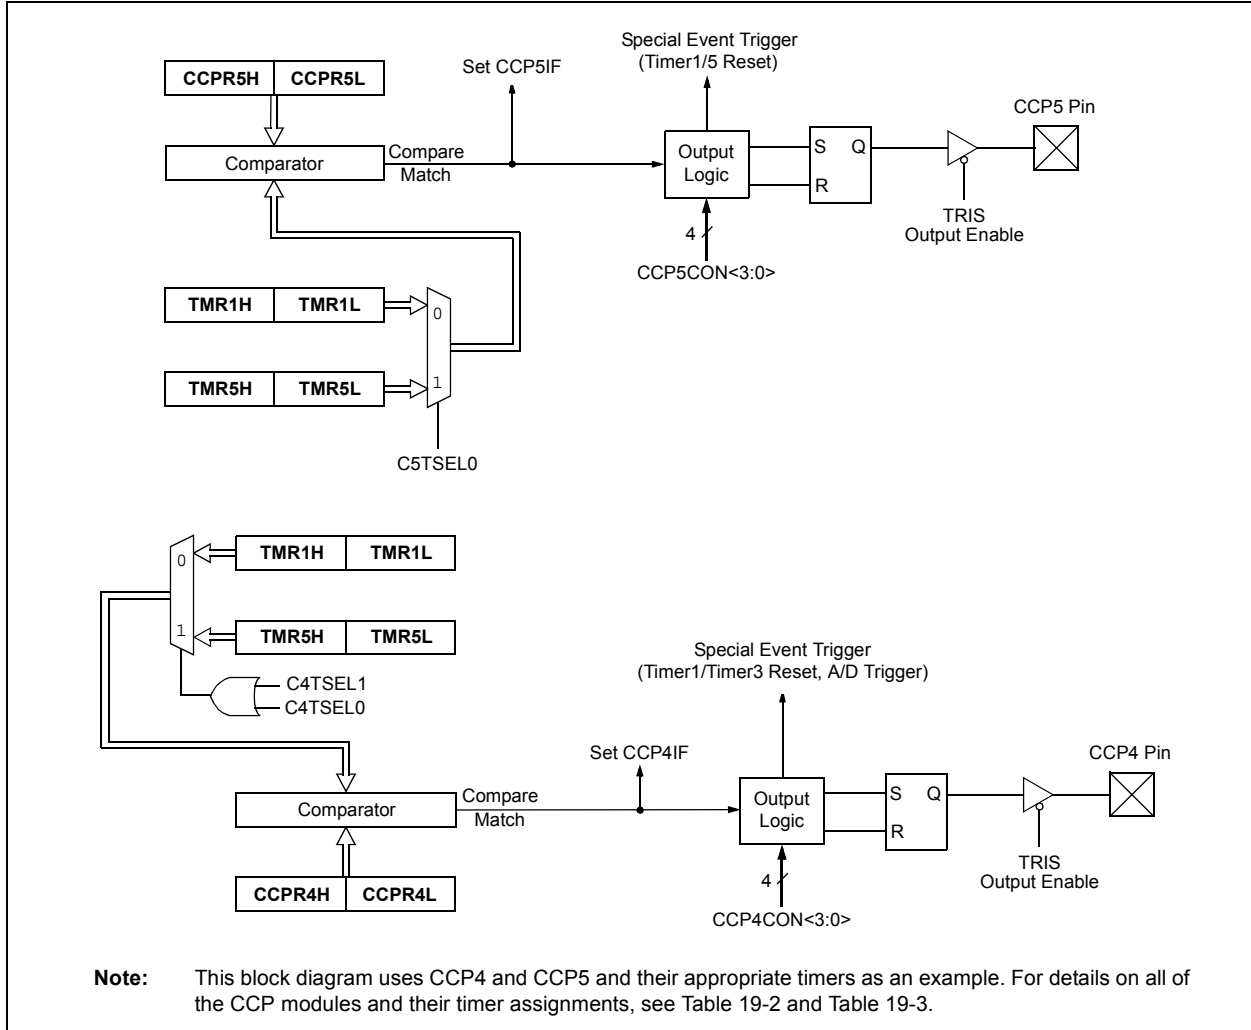 Special Event Trigger
(Timer1/5 Reset)
Set CCP5IF
CCPR5H CCPR5L
CCP5 Pin
Comparator
Compare
Match
Output
Logic
S Q
R
TRIS
Output Enable
4
CCP5CON<3:0>
TMR1H TMR1L
0
TMR5H TMR5L
1
C5TSEL0
0
TMR1H TMR1L
1
TMR5H TMR5L
C4TSEL1
C4TSEL0
Special Event Trigger
(Timer1/Timer3 Reset, A/D Trigger)
Set CCP4IF
CCP4 Pin
Comparator
Compare
Match
Output
Logic
S Q
R
TRIS
Output Enable
4
CCPR4H CCPR4L
CCP4CON<3:0>
Note: This block diagram uses CCP4 and CCP5 and their appropriate timers as an example. For details on all of
the CCP modules and their timer assignments, see Table 19-2 and Table 19-3.